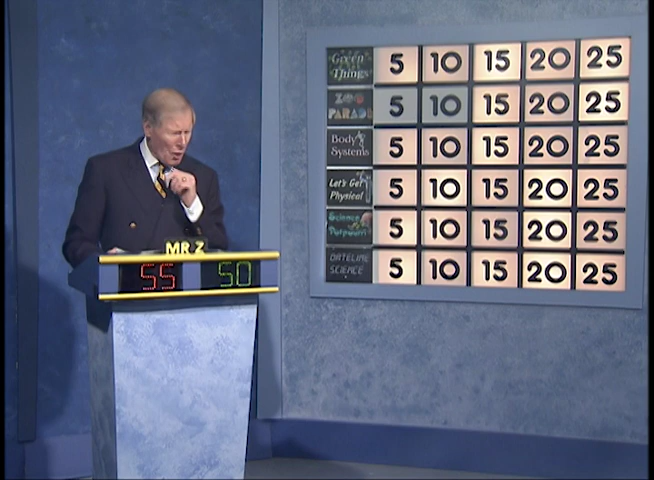 Green Things 5 10 15 20 25
ZOO PARADE 5 10 15 20 25
Body Systems 5 10 15 20 25
Let's Get Physical 5 10 15 20 25
Science Potpourri 5 10 15 20 25
DATELINE SCIENCE 5 10 15 20 25
MR Z
55 50